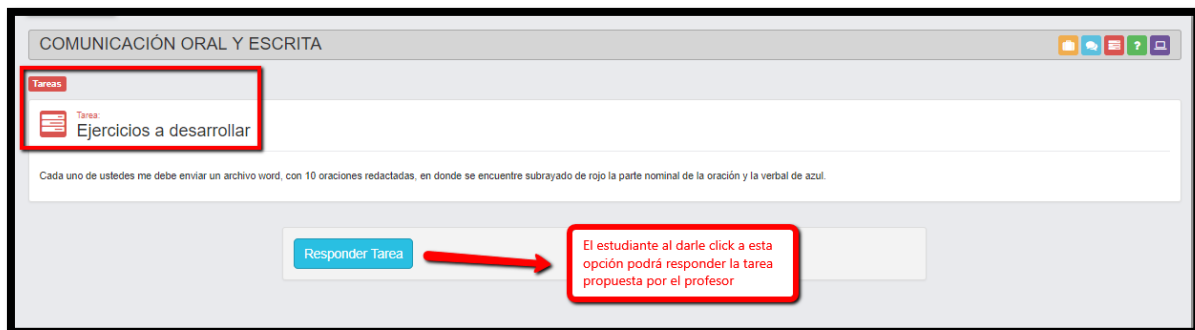 COMUNICACIÓN ORAL Y ESCRITA
?
Tareas
Tarea:
Ejercicios a desarrollar
Cada uno de ustedes me debe enviar un archivo word, con 10 oraciones redactadas, en donde se encuentre subrayado de rojo la parte nominal de la oración y la verbal de azul.
Responder Tarea
El estudiante al darle click a esta
opción podrá responder la tarea
propuesta por el profesor